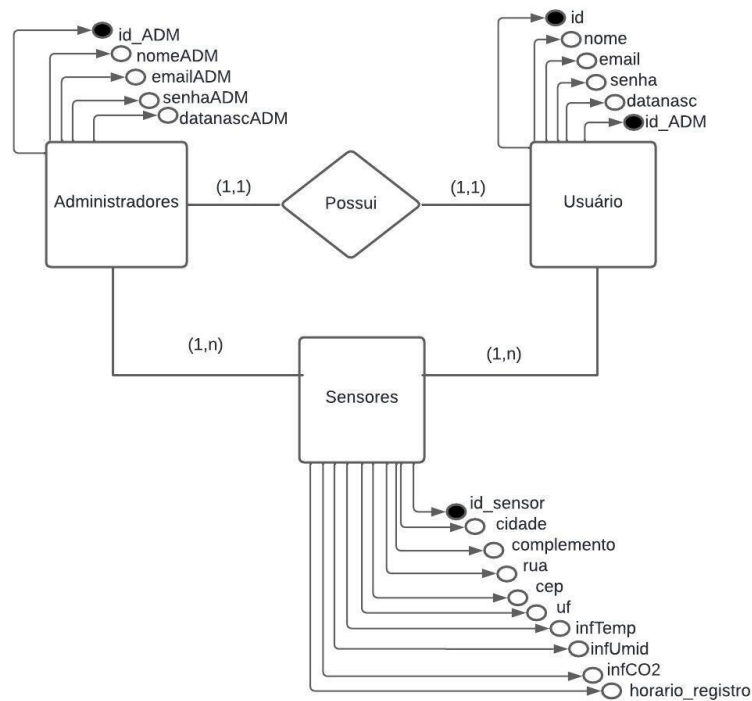 id_ADM
nomeADM
emailADM
senhaADM
datanascADM
id
nome
email
senha
datanasc
id_ADM
Administradores
(1,1)
Possui
(1,1)
Usuário
(1,n)
(1,n)
Sensores
id_sensor
cidade
complemento
rua
cep
uf
infTemp
infUmid
infCO2
horario_registro